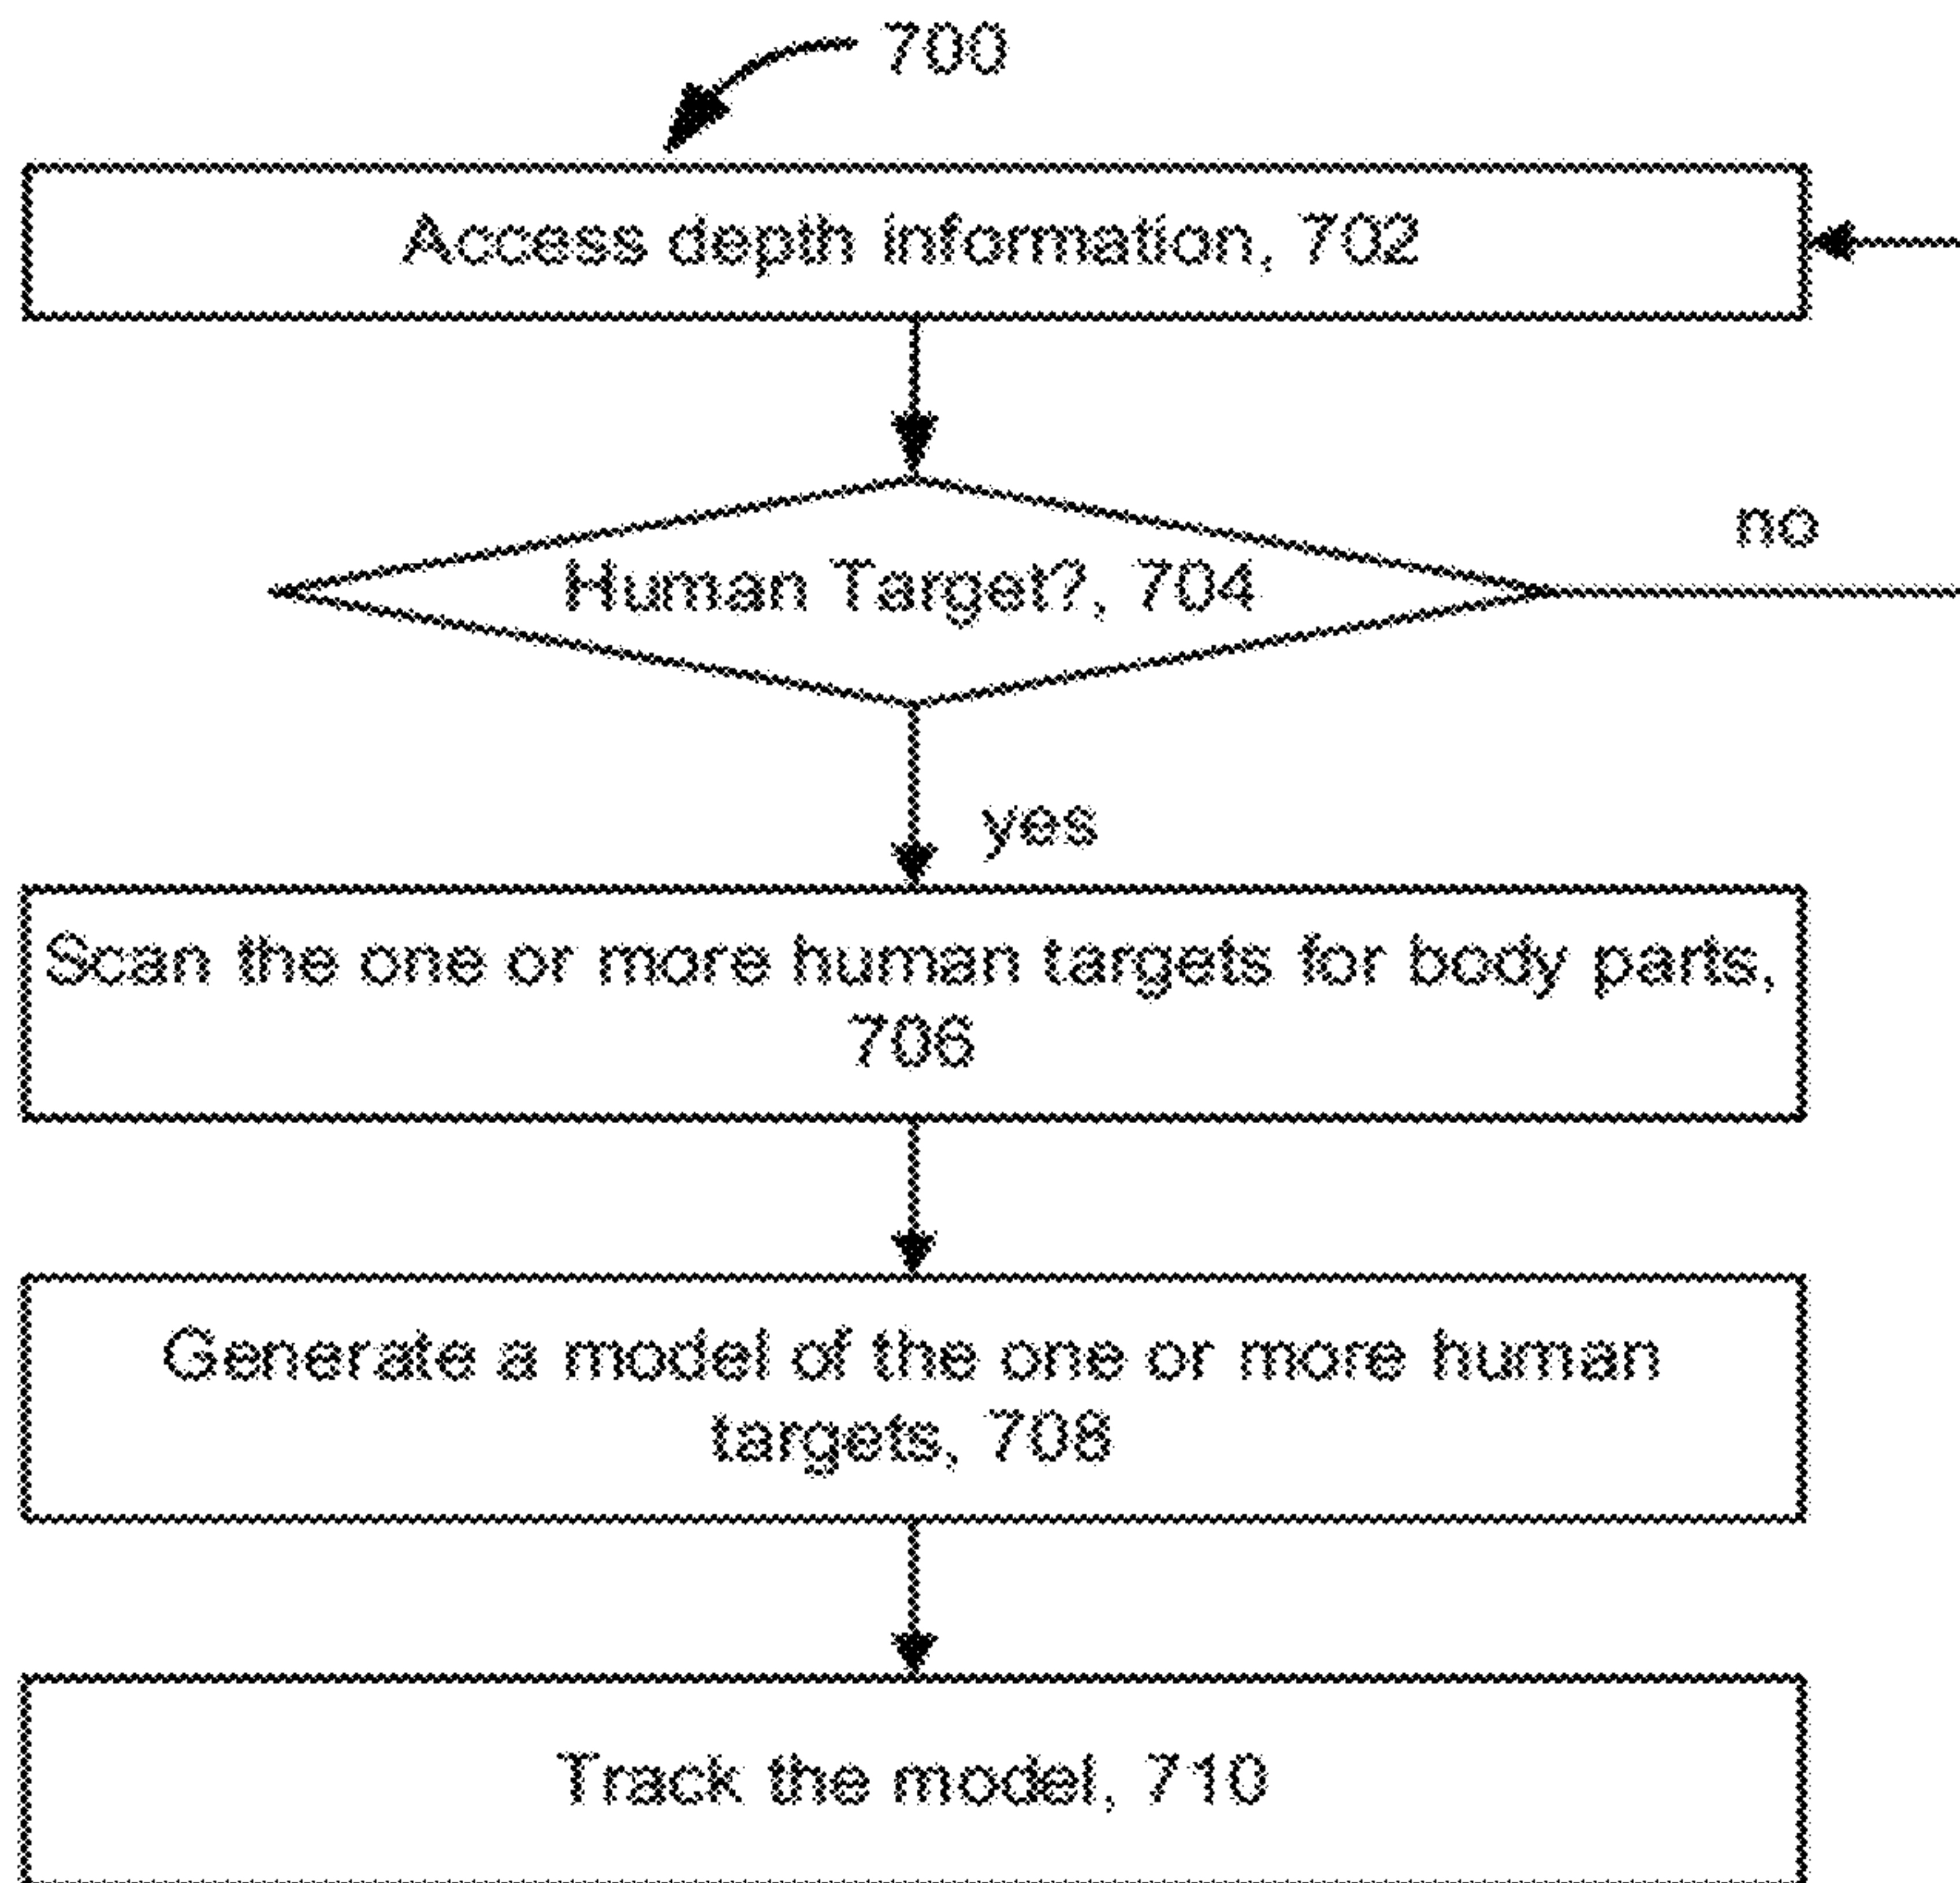 700
Access depth information, 702
Human Target?, 704
no
yes
Scan the one or more human targets for body parts,
706
Generate a model of the one or more human
targets, 708
Track the model, 710